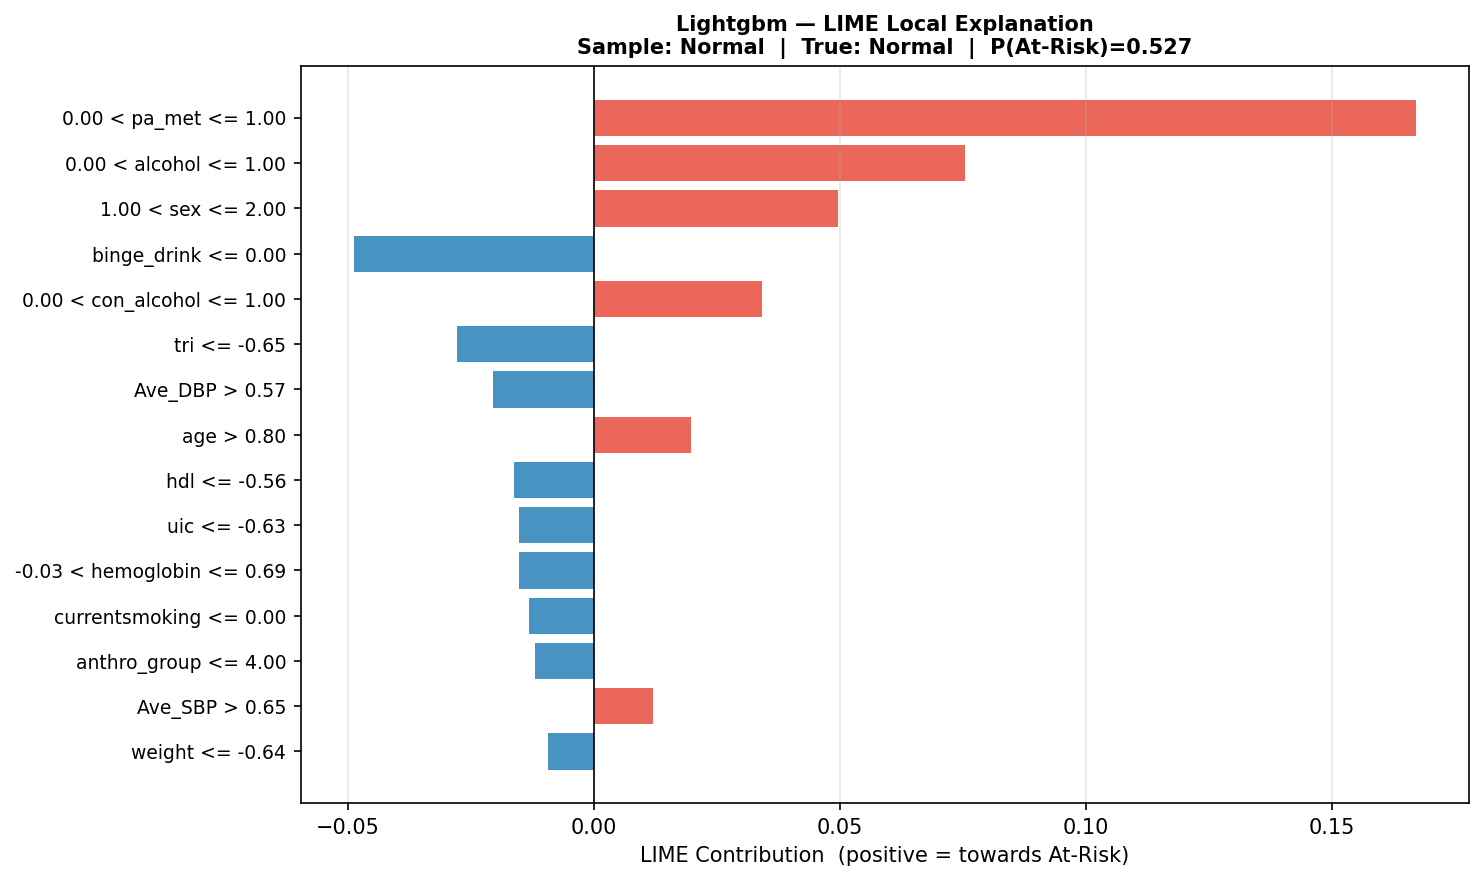 Lightgbm — LIME Local Explanation
Sample: Normal | True: Normal | P(At-Risk)=0.527
0.00 < pa_met <= 1.00
0.00 < alcohol <= 1.00
1.00 < sex <= 2.00
binge_drink <= 0.00
0.00 < con_alcohol <= 1.00
tri <= -0.65
Ave_DBP > 0.57
age > 0.80
hdl <= -0.56
uic <= -0.63
-0.03 < hemoglobin <= 0.69
currentsmoking <= 0.00
anthro_group <= 4.00
Ave_SBP > 0.65
weight <= -0.64
−0.05 0.00 0.05 0.10 0.15
LIME Contribution (positive = towards At-Risk)